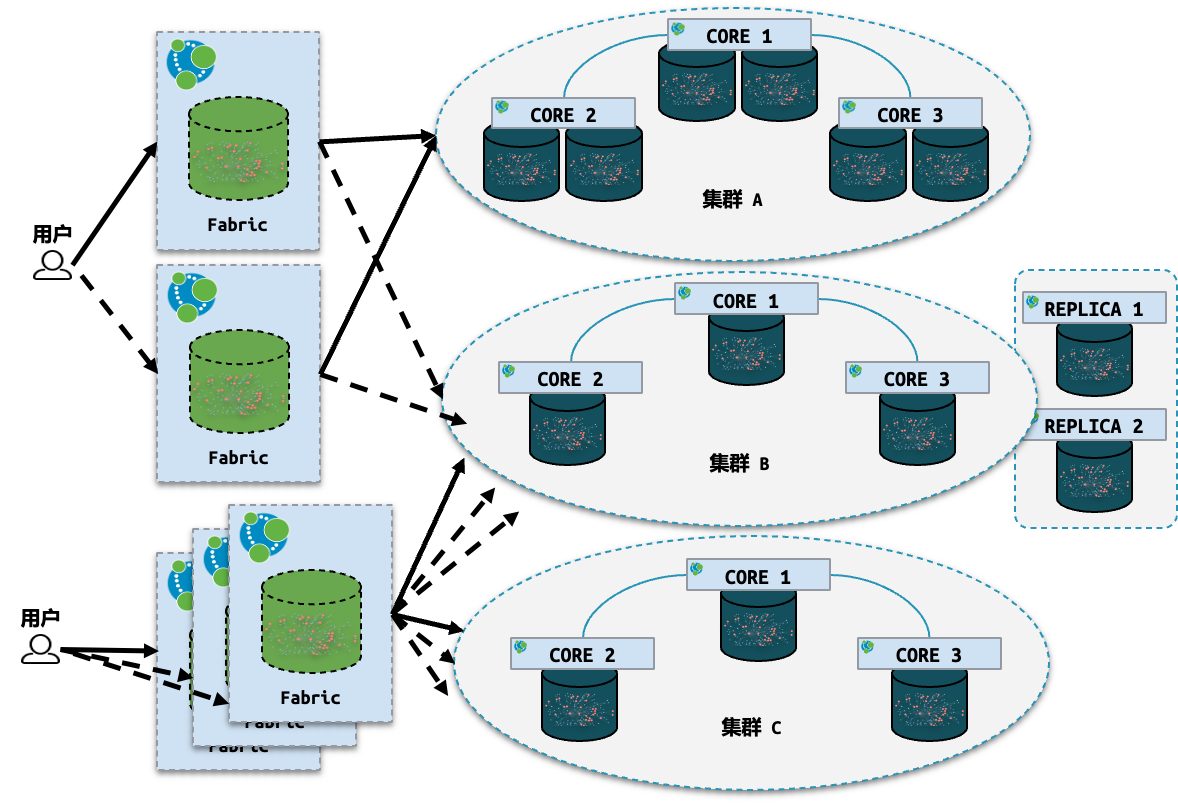 CORE 1
CORE 2
CORE 3
集群 A
Fabric
用户
CORE 1
REPLICA 1
CORE 2
CORE 3
REPLICA 2
Fabric
集群 B
CORE 1
用户
CORE 2
CORE 3
Fabric
Fabric
Fabric
集群 C